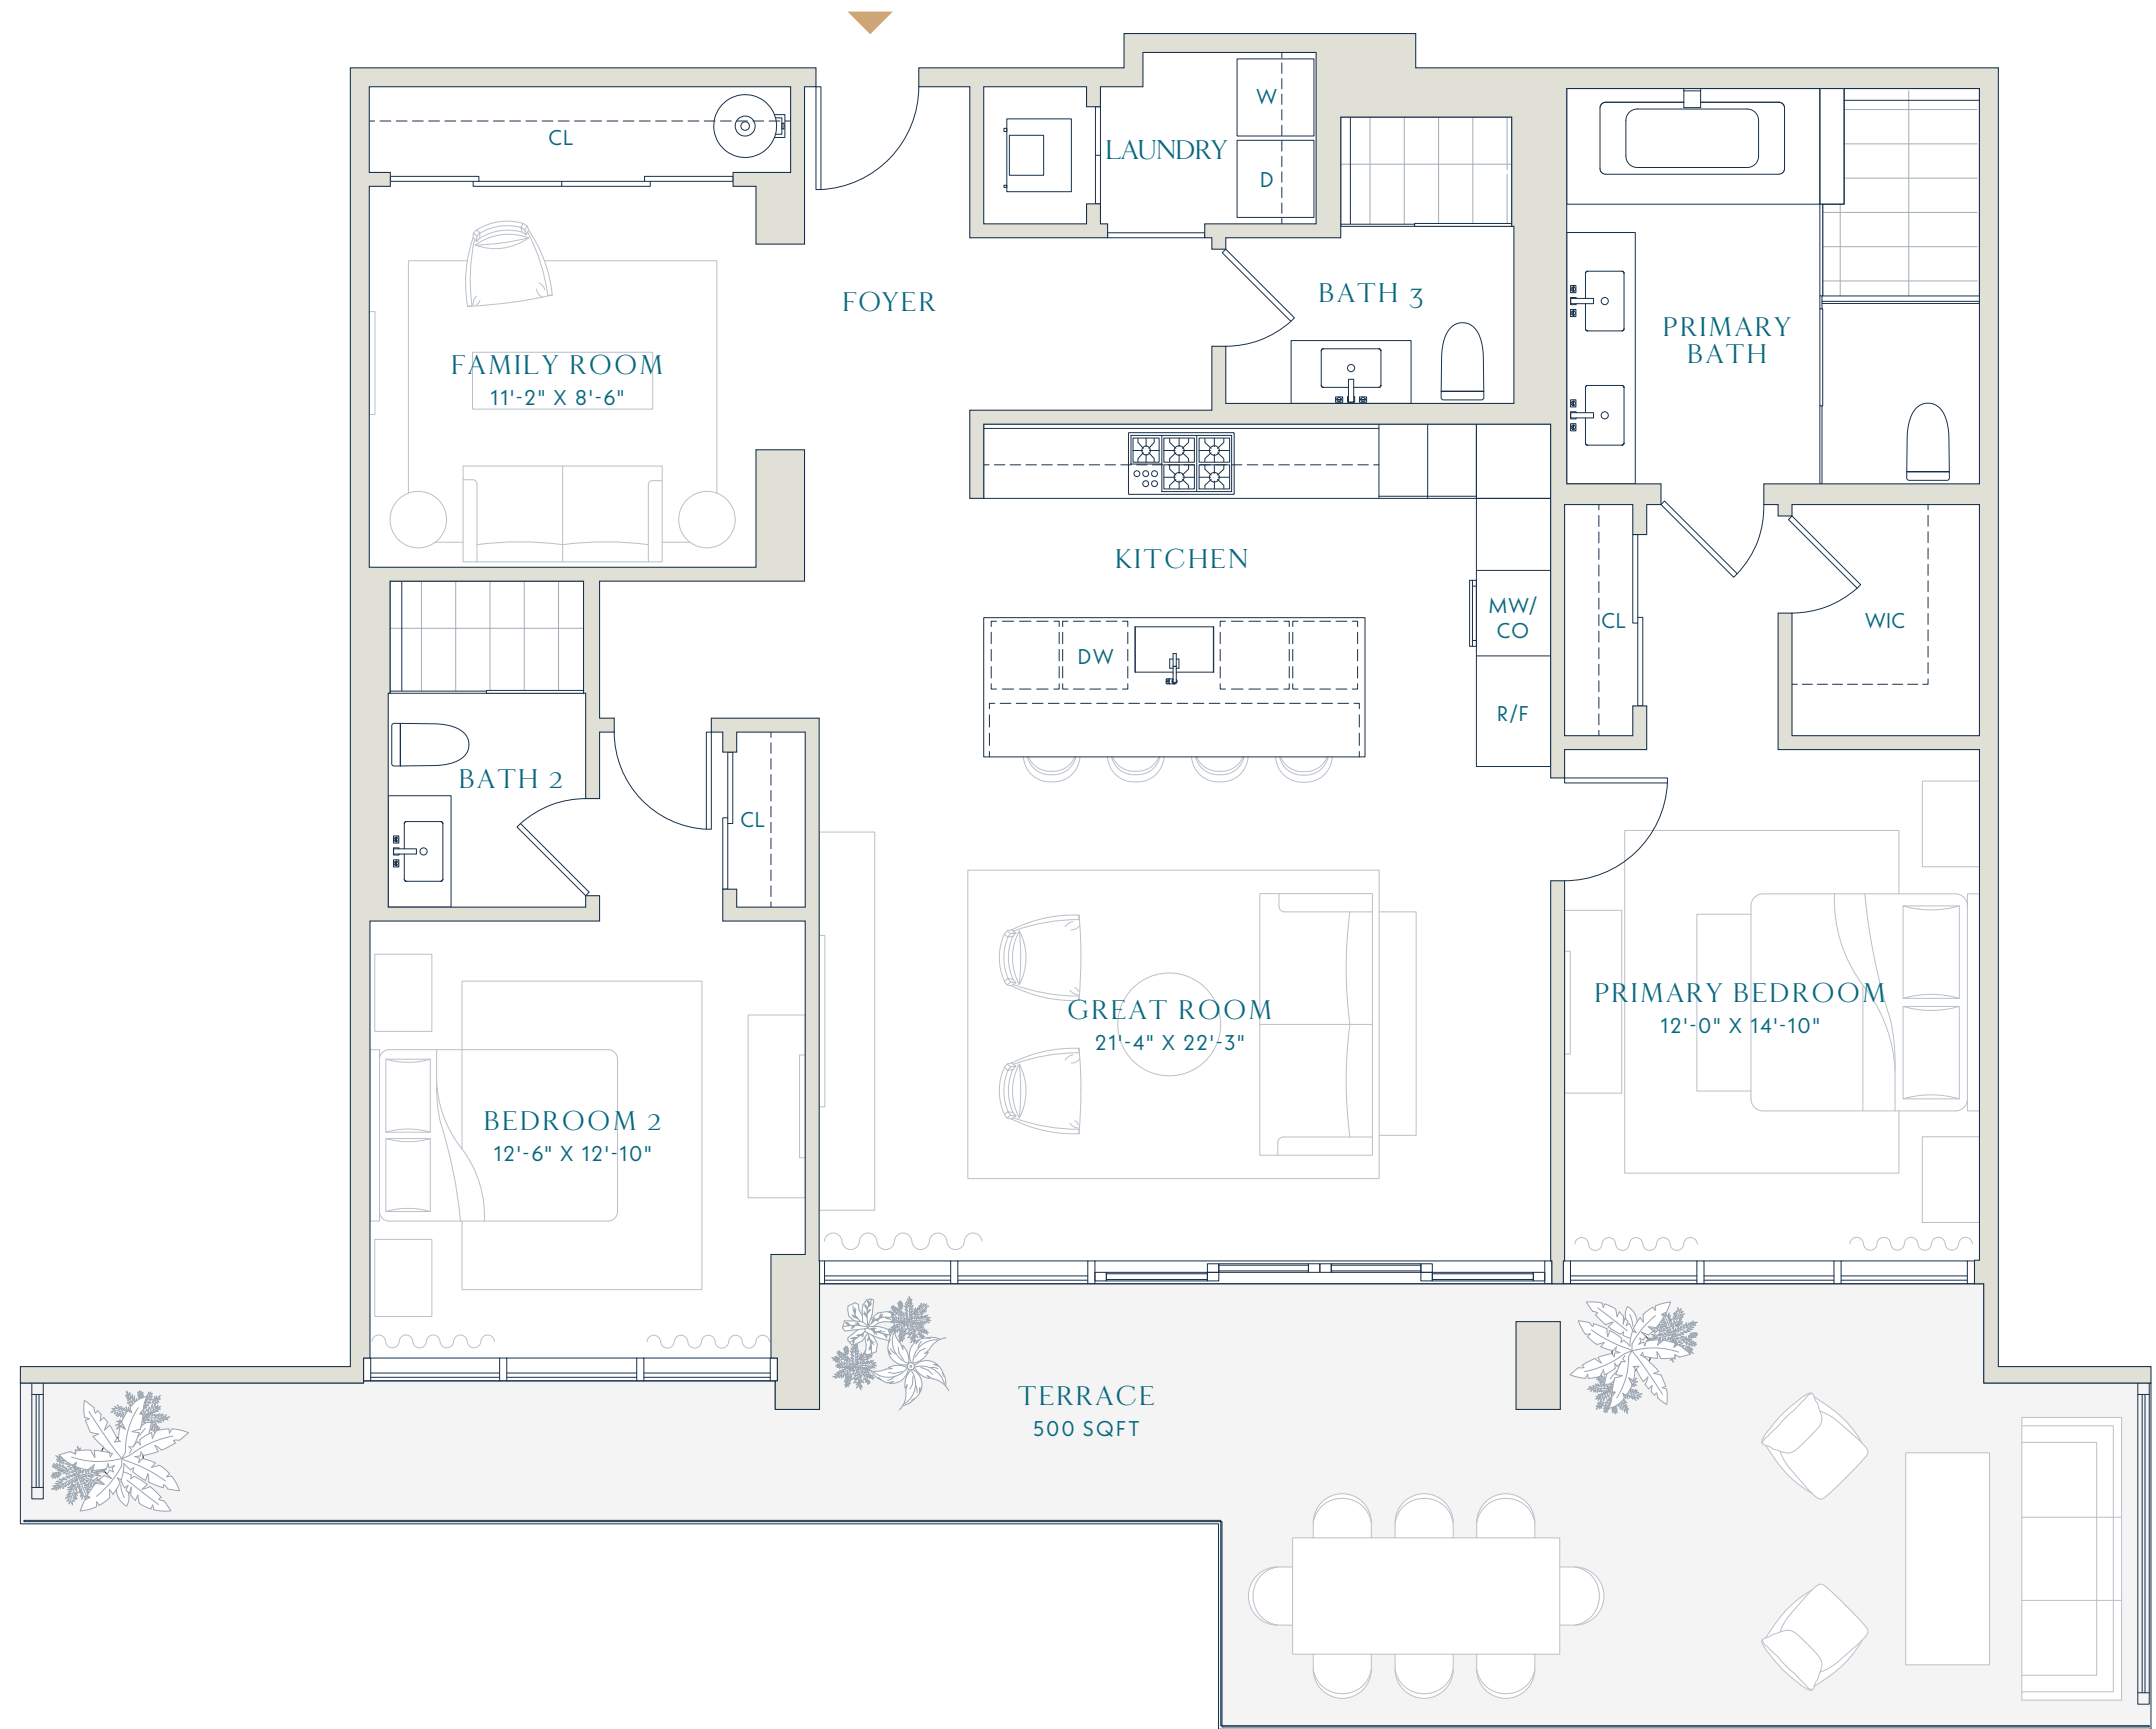 CL
W
LAUNDRY
D
FOYER
BATH 3
PRIMARY
BATH
FAMILY ROOM
11'-2" X 8'-6"
KITCHEN
MW/
CO
CL
WIC
DW
R/F
BATH 2
CL
GREAT ROOM
21'-4" X 22'-3"
PRIMARY BEDROOM
12'-0" X 14'-10"
BEDROOM 2
12'-6" X 12'-10"
TERRACE
500 SQFT